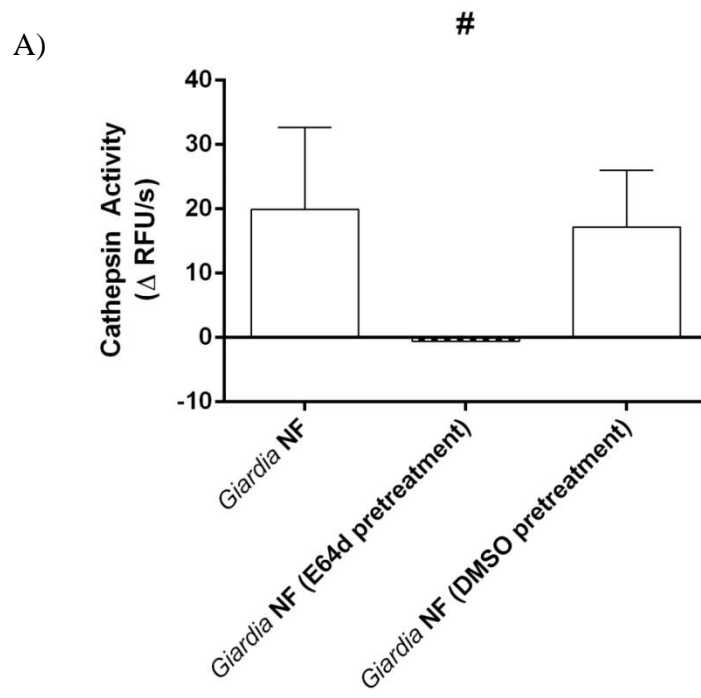 #
A)
Cathepsin Activity
(Δ RFU/s)
40
30
20
10
0
-10
Giardia NF
Giardia NF (E64d pretreatment)
Giardia NF (DMSO pretreatment)